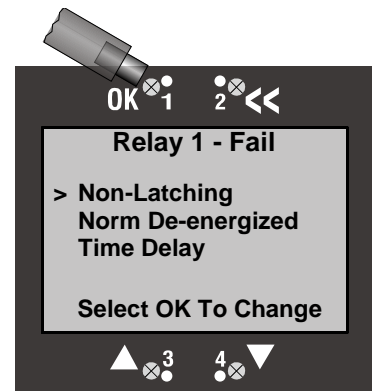 OK 1 2 <<
Relay 1 - Fail
> Non-Latching
Norm De-energized
Time Delay
Select OK To Change
3 4